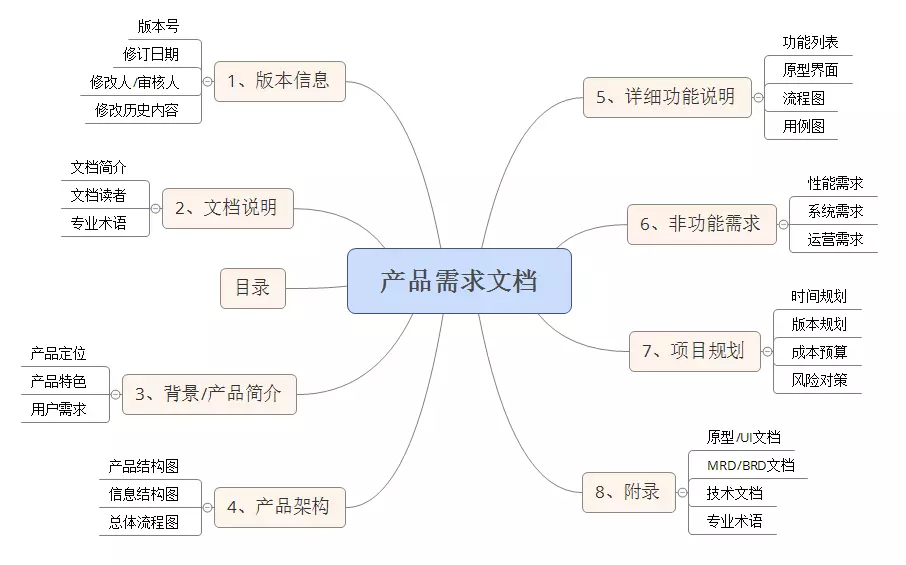 产品需求文档
1、版本信息
版本号
修订日期
修改人/审核人
修改历史内容
2、文档说明
文档简介
文档读者
专业术语
目录
3、背景/产品简介
产品定位
产品特色
用户需求
4、产品架构
产品结构图
信息结构图
总体流程图
5、详细功能说明
功能列表
原型界面
流程图
用例图
6、非功能需求
性能需求
系统需求
运营需求
7、项目规划
时间规划
版本规划
成本预算
风险对策
8、附录
原型/UI文档
MRD/BRD文档
技术文档
专业术语